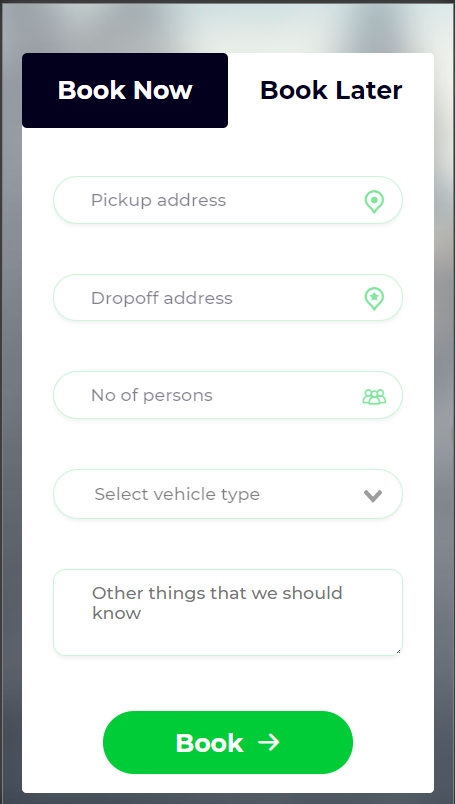 Book Now
Book Later
Pickup address
Dropoff address
No of persons
Select vehicle type
Other things that we should
know
Book